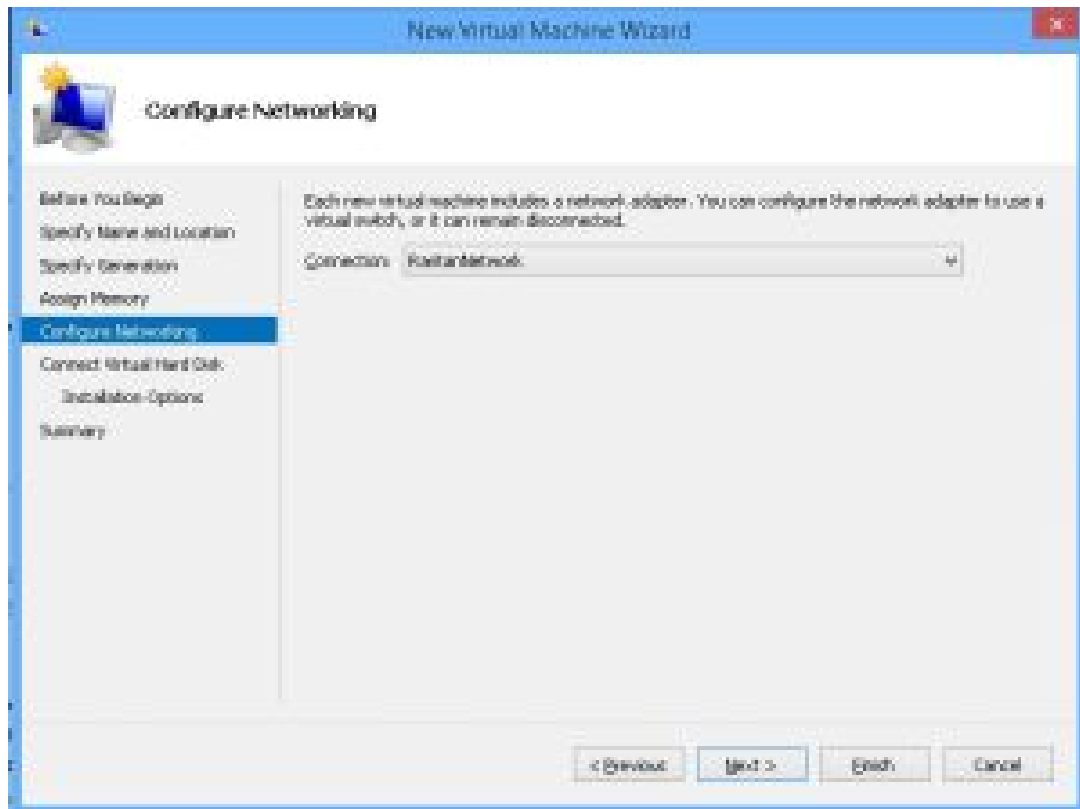 New Virtual Machine Wizard
Configure Networking
Before You Begin
Specify Name and Location
Specify Generation
Assign Memory
Configure Networking
Connect Virtual Hard Disk
Installation Options
Summary
Each new virtual machine includes a network adapter. You can configure the network adapter to use a
virtual switch, or it can remain disconnected.
Connection: RaritanNetwork
< Previous Next > Finish Cancel